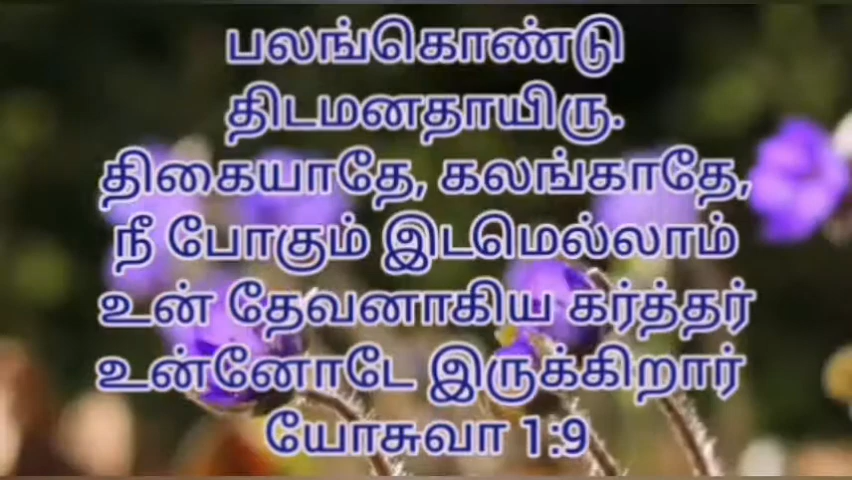 பலங்கொண்டு
திடமனதாயிரு.
திகையாதே, கலங்காதே,
நீ போகும் இடமெல்லாம்
உன் தேவனாகிய கர்த்தர்
உன்னோடே இருக்கிறார்
யோசுவா 1:9